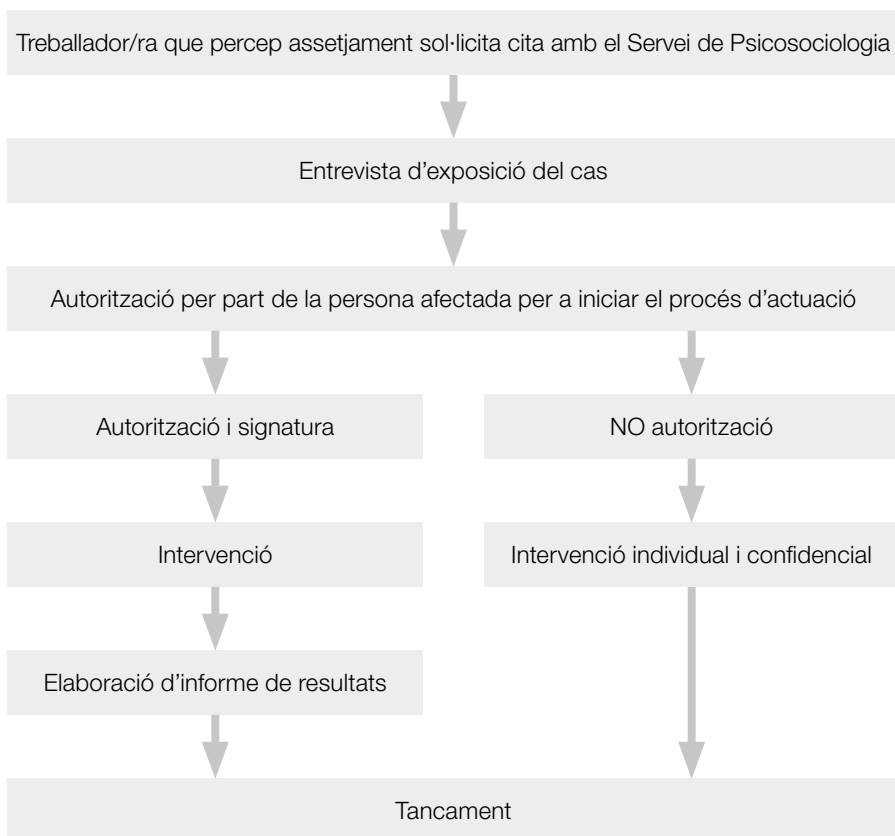 Treballador/ra que percep assetjament sol·licita cita amb el Servei de Psicosociologia
Entrevista d’exposició del cas
Autorització per part de la persona afectada per a iniciar el procés d’actuació
Autorització i signatura
NO autorització
Intervenció
Intervenció individual i confidencial
Elaboració d’informe de resultats
Tancament